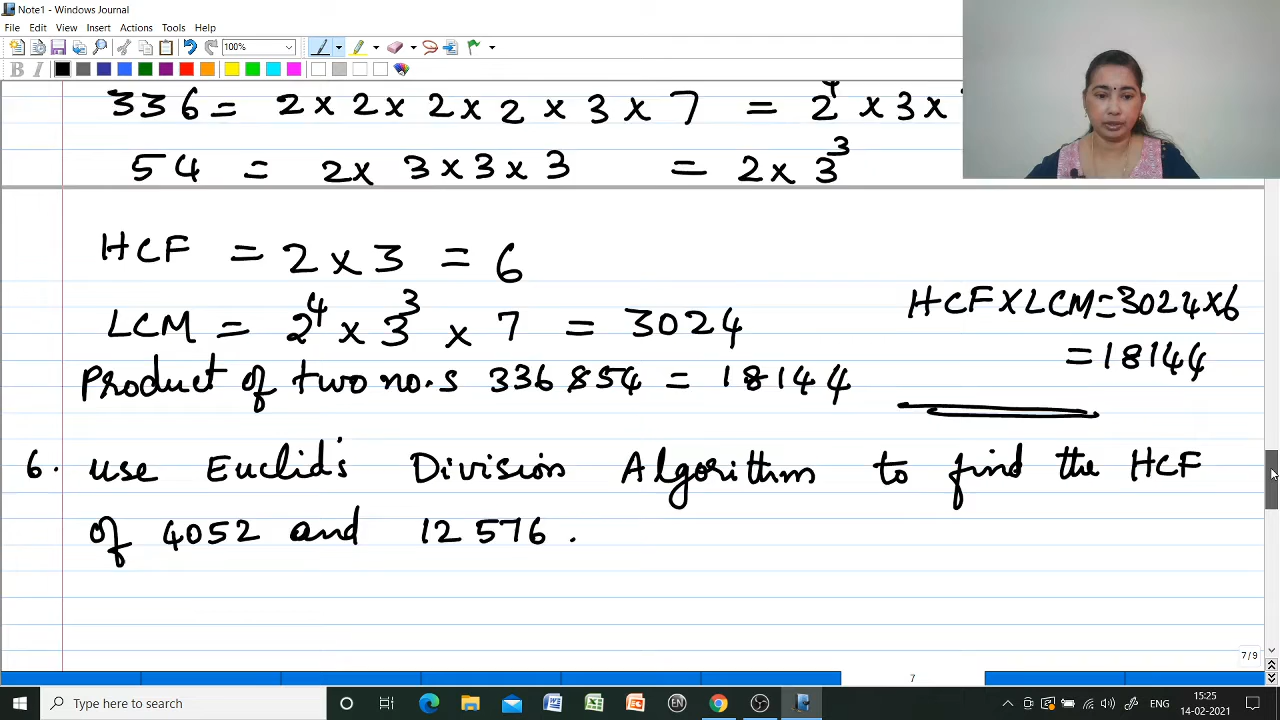 Note1 - Windows Journal
File Edit View Insert Actions Tools Help
100%
B I
336 = 2 x 2 x 2 x 2 x 3 x 7 = 2⁴ x 3 x
54 = 2 x 3 x 3 x 3 = 2 x 3³
HCF = 2 x 3 = 6
LCM = 2⁴ x 3³ x 7 = 3024
HCF X LCM = 3024 x 6
= 18144
Product of two no.s 336 & 54 = 18144
6. use Euclid's Division Algorithm to find the HCF
of 4052 and 12576.
7/9
7
Type here to search
EN
ENG
15:25
14-02-2021